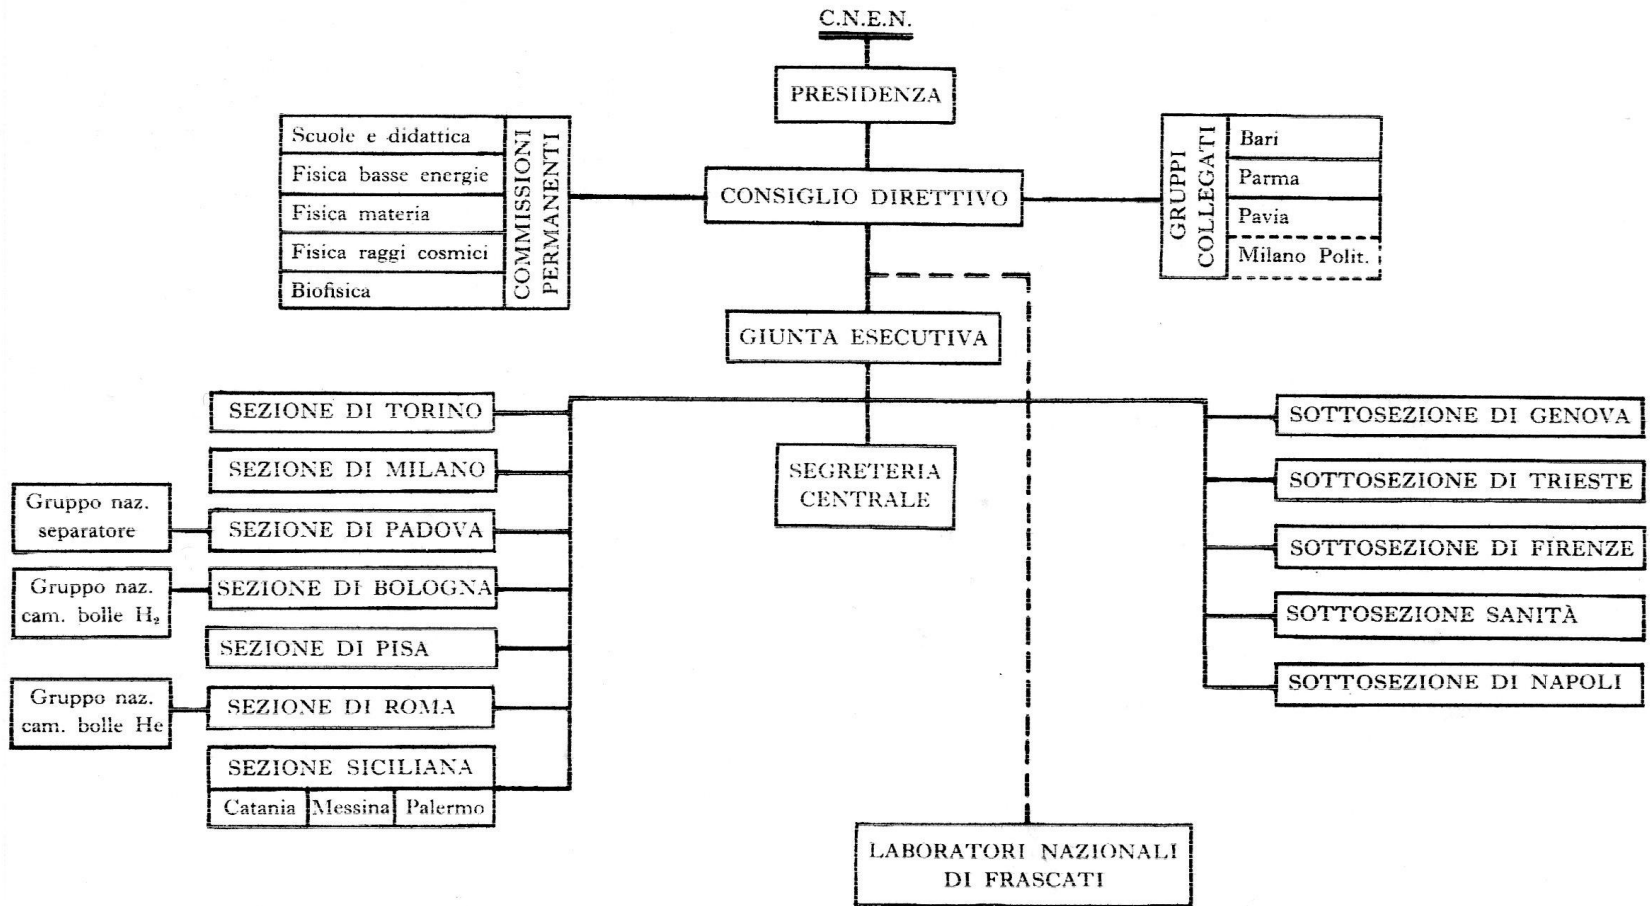 C.N.E.N.
PRESIDENZA
Scuole e didattica
Fisica basse energie
Fisica materia
Fisica raggi cosmici
Biofisica
COMMISSIONI
PERMANENTI
CONSIGLIO DIRETTIVO
GRUPPI
COLLEGATI
Bari
Parma
Pavia
Milano Polit.
GIUNTA ESECUTIVA
SEZIONE DI TORINO
SEZIONE DI MILANO
Gruppo naz.
separatore
SEZIONE DI PADOVA
Gruppo naz.
cam. bolle H₂
SEZIONE DI BOLOGNA
SEZIONE DI PISA
Gruppo naz.
cam. bolle He
SEZIONE DI ROMA
SEZIONE SICILIANA
Catania Messina Palermo
SEGRETERIA
CENTRALE
SOTTOSEZIONE DI GENOVA
SOTTOSEZIONE DI TRIESTE
SOTTOSEZIONE DI FIRENZE
SOTTOSEZIONE SANITÀ
SOTTOSEZIONE DI NAPOLI
LABORATORI NAZIONALI
DI FRASCATI